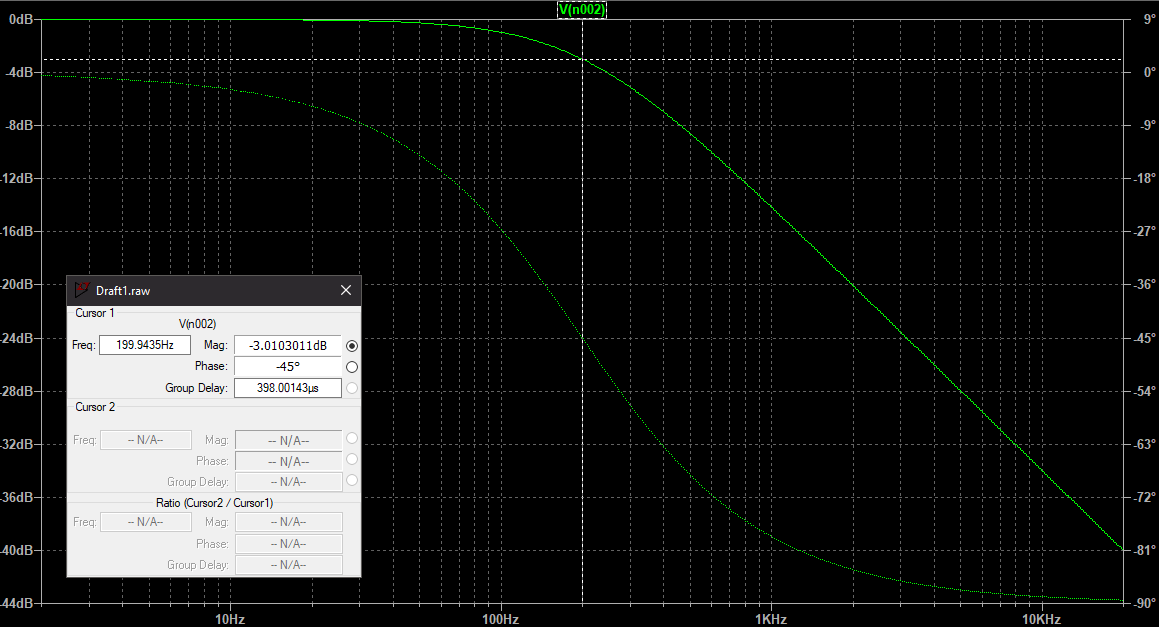 V(n002)
0dB 9°
-4dB 0°
-8dB -9°
-12dB -18°
-16dB -27°
-20dB -36°
-24dB -45°
-28dB -54°
-32dB -63°
-36dB -72°
-40dB -81°
-44dB -90°
10Hz 100Hz 1KHz 10KHz
Draft1.raw
Cursor 1
V(n002)
Freq: 199.9435Hz Mag: -3.0103011dB
Phase: -45°
Group Delay: 398.00143µs
Cursor 2
Freq: -- N/A-- Mag: -- N/A--
Phase: -- N/A--
Group Delay: -- N/A--
Ratio (Cursor2 / Cursor1)
Freq: -- N/A-- Mag: -- N/A--
Phase: -- N/A--
Group Delay: -- N/A--